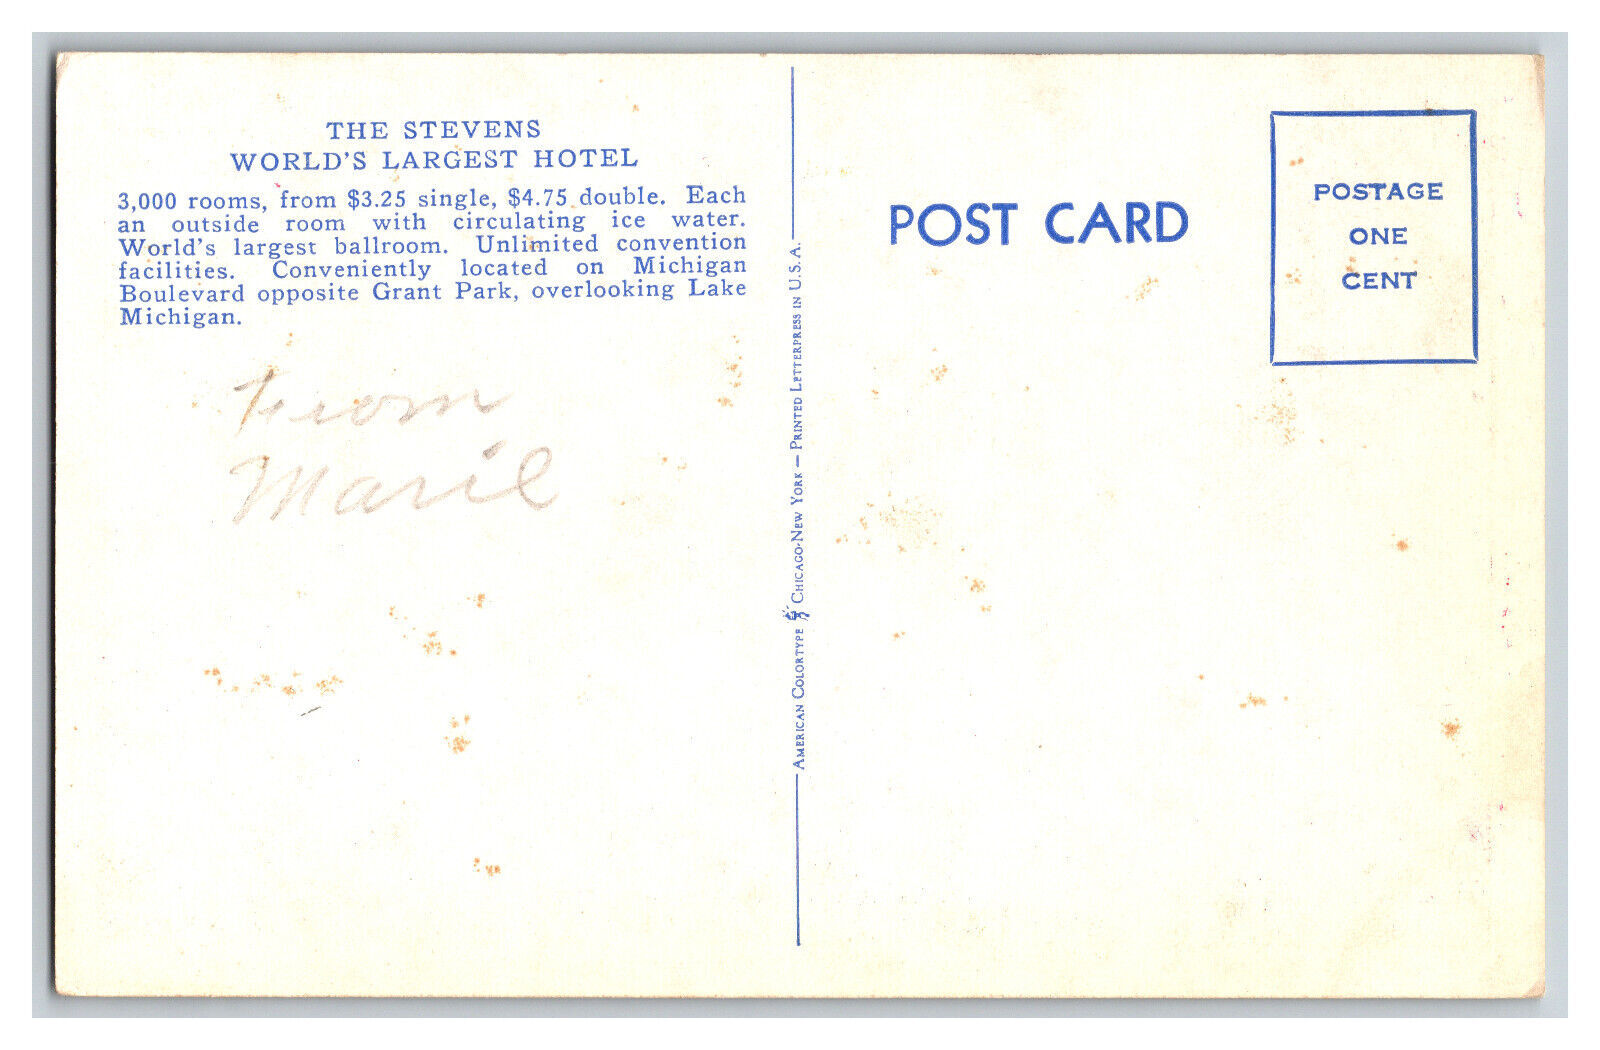 THE STEVENS
WORLD'S LARGEST HOTEL
3,000 rooms, from $3.25 single, $4.75 double. Each
an outside room with circulating ice water.
World's largest ballroom. Unlimited convention
facilities. Conveniently located on Michigan
Boulevard opposite Grant Park, overlooking Lake
Michigan.
From
Marie
AMERICAN COLORTYPE CHICAGO-NEW YORK — PRINTED LETTERPRESS IN U.S.A.
POST CARD
POSTAGE
ONE
CENT